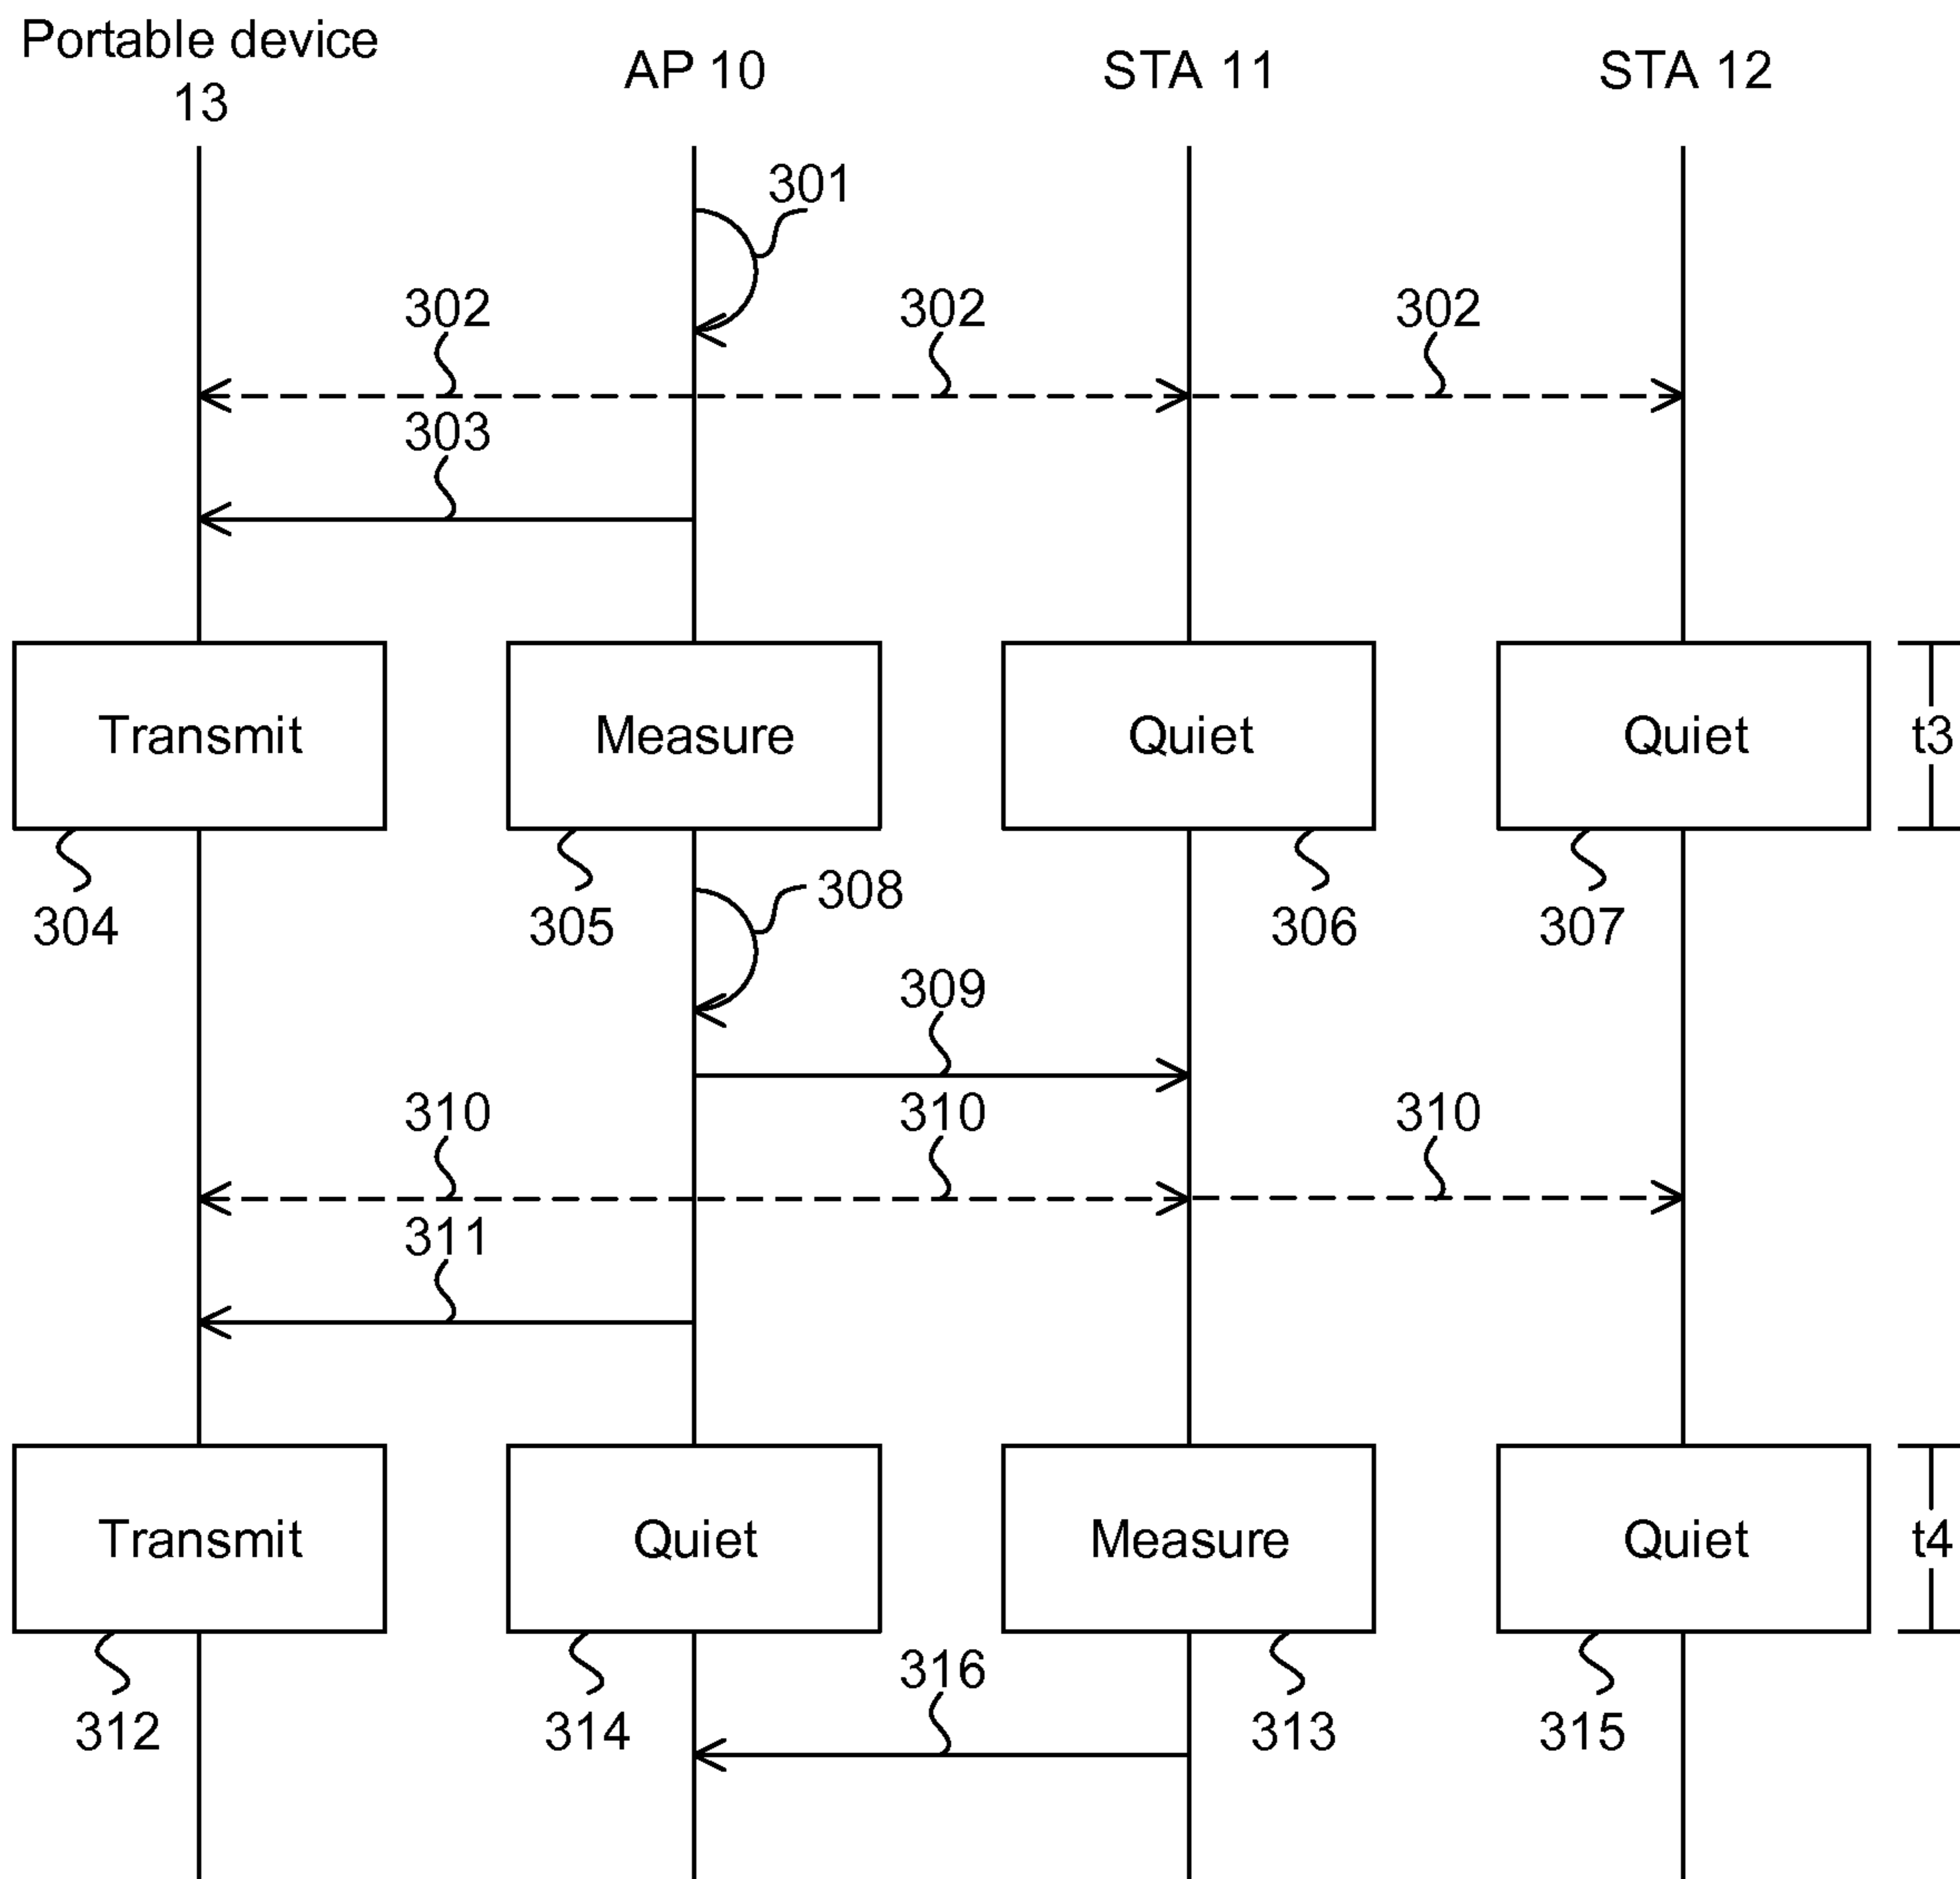 Portable device
13
AP 10
STA 11
STA 12
301
302
302
302
303
Transmit
Measure
Quiet
Quiet
t3
304
305
306
307
308
309
310
310
310
311
Transmit
Quiet
Measure
Quiet
t4
312
314
316
313
315